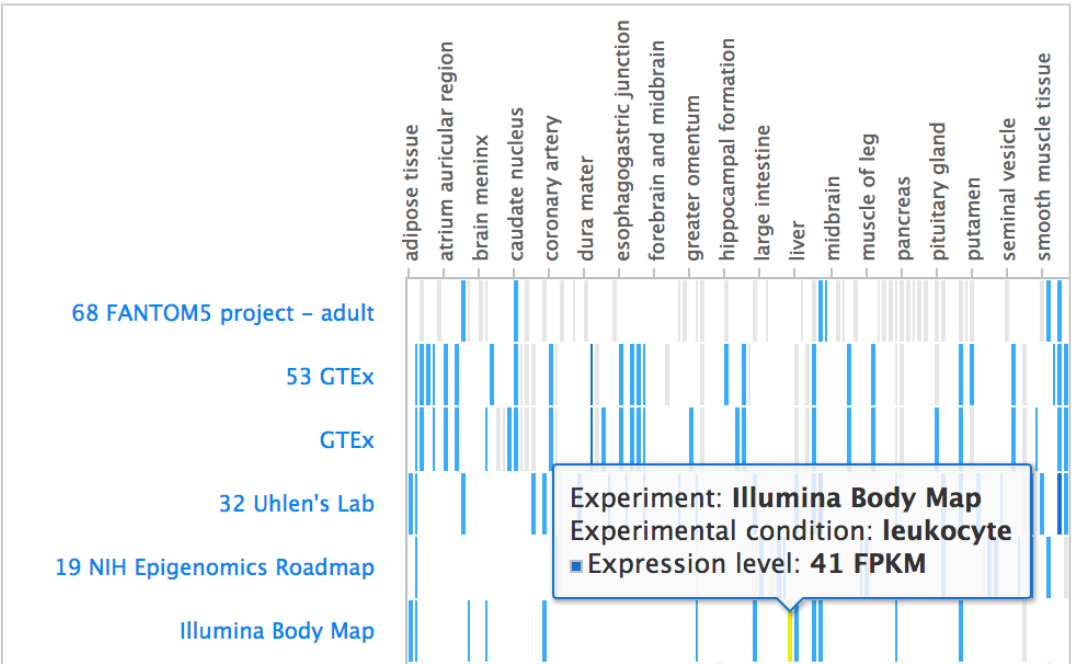 adipose tissue
atrium auricular region
brain meninx
caudate nucleus
coronary artery
dura mater
esophagogastric junction
forebrain and midbrain
greater omentum
hippocampal formation
large intestine
liver
midbrain
muscle of leg
pancreas
pituitary gland
putamen
seminal vesicle
smooth muscle tissue
68 FANTOM5 project – adult
53 GTEx
GTEx
32 Uhlen's Lab
19 NIH Epigenomics Roadmap
Illumina Body Map
Experiment: Illumina Body Map
Experimental condition: leukocyte
Expression level: 41 FPKM